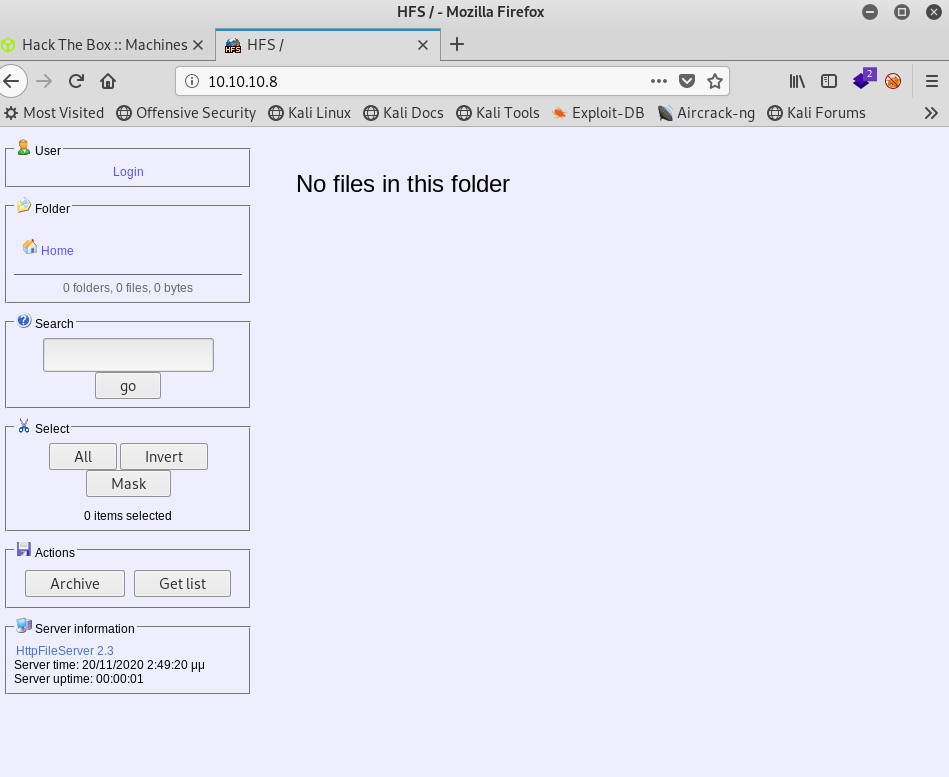 HFS / - Mozilla Firefox
Hack The Box :: Machines
HFS /
10.10.10.8
2
Most Visited Offensive Security Kali Linux Kali Docs Kali Tools Exploit-DB Aircrack-ng Kali Forums
User
Login
No files in this folder
Folder
Home
0 folders, 0 files, 0 bytes
Search
go
Select
All Invert
Mask
0 items selected
Actions
Archive Get list
Server information
HttpFileServer 2.3
Server time: 20/11/2020 2:49:20 μμ
Server uptime: 00:00:01